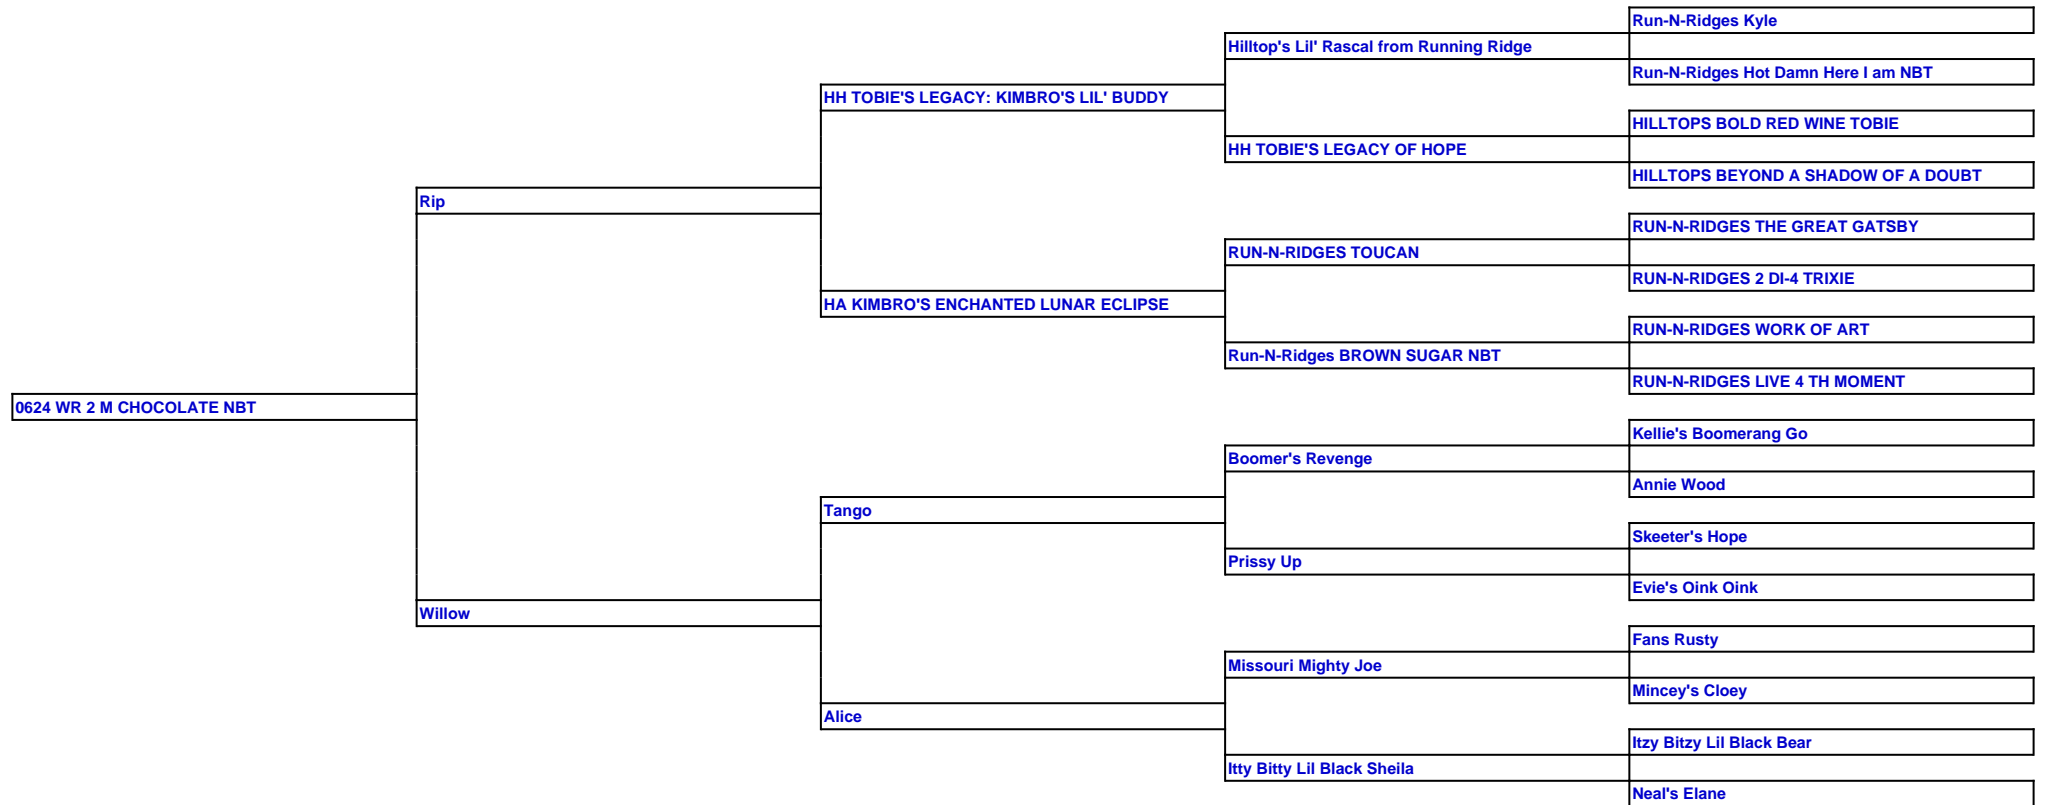 Run-N-Ridges Kyle
Hilltop's Lil' Rascal from Running Ridge
Run-N-Ridges Hot Damn Here I am NBT
HH TOBIE'S LEGACY: KIMBRO'S LIL' BUDDY
HILLTOPS BOLD RED WINE TOBIE
HH TOBIE'S LEGACY OF HOPE
HILLTOPS BEYOND A SHADOW OF A DOUBT
Rip
RUN-N-RIDGES THE GREAT GATSBY
RUN-N-RIDGES TOUCAN
RUN-N-RIDGES 2 DI-4 TRIXIE
HA KIMBRO'S ENCHANTED LUNAR ECLIPSE
RUN-N-RIDGES WORK OF ART
Run-N-Ridges BROWN SUGAR NBT
RUN-N-RIDGES LIVE 4 TH MOMENT
0624 WR 2 M CHOCOLATE NBT
Kellie's Boomerang Go
Boomer's Revenge
Annie Wood
Tango
Skeeter's Hope
Prissy Up
Evie's Oink Oink
Willow
Fans Rusty
Missouri Mighty Joe
Mincey's Cloey
Alice
Itzy Bitzy Lil Black Bear
Itty Bitty Lil Black Sheila
Neal's Elane